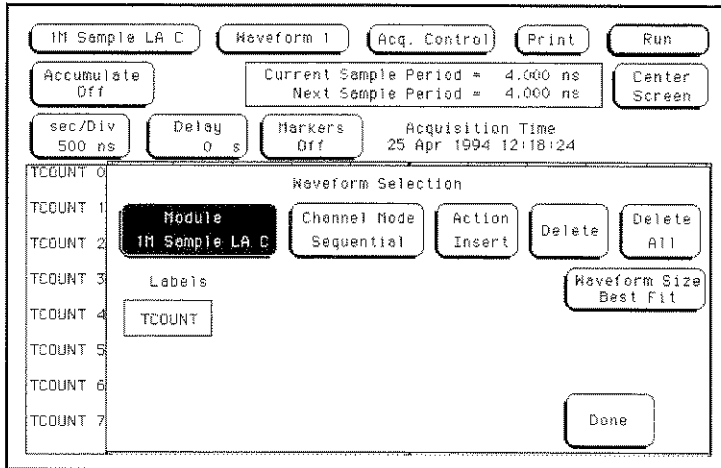 1M Sample LA C Waveform 1 Acq. Control Print Run
Accumulate
Off
Current Sample Period = 4.000 ns
Next Sample Period = 4.000 ns
Center
Screen
sec/Div
500 ns
Delay
0 s
Markers
Off
Acquisition Time
25 Apr 1994 12:18:24
TCOUNT 0
TCOUNT 1
TCOUNT 2
TCOUNT 3
TCOUNT 4
TCOUNT 5
TCOUNT 6
TCOUNT 7
Waveform Selection
Module
1M Sample LA C
Channel Mode
Sequential
Action
Insert
Delete
Delete
All
Labels
TCOUNT
Waveform Size
Best Fit
Done